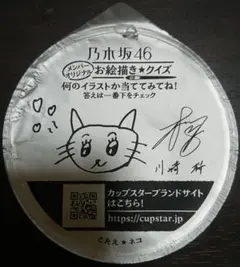 乃木坂46
メンバーオリジナル
お絵描き★クイズ
何のイラストか当ててみてね!
答えは一番下をチェック
カップスターブランドサイト
はこちら!
https://cupstar.jp
こたえ★ネコ